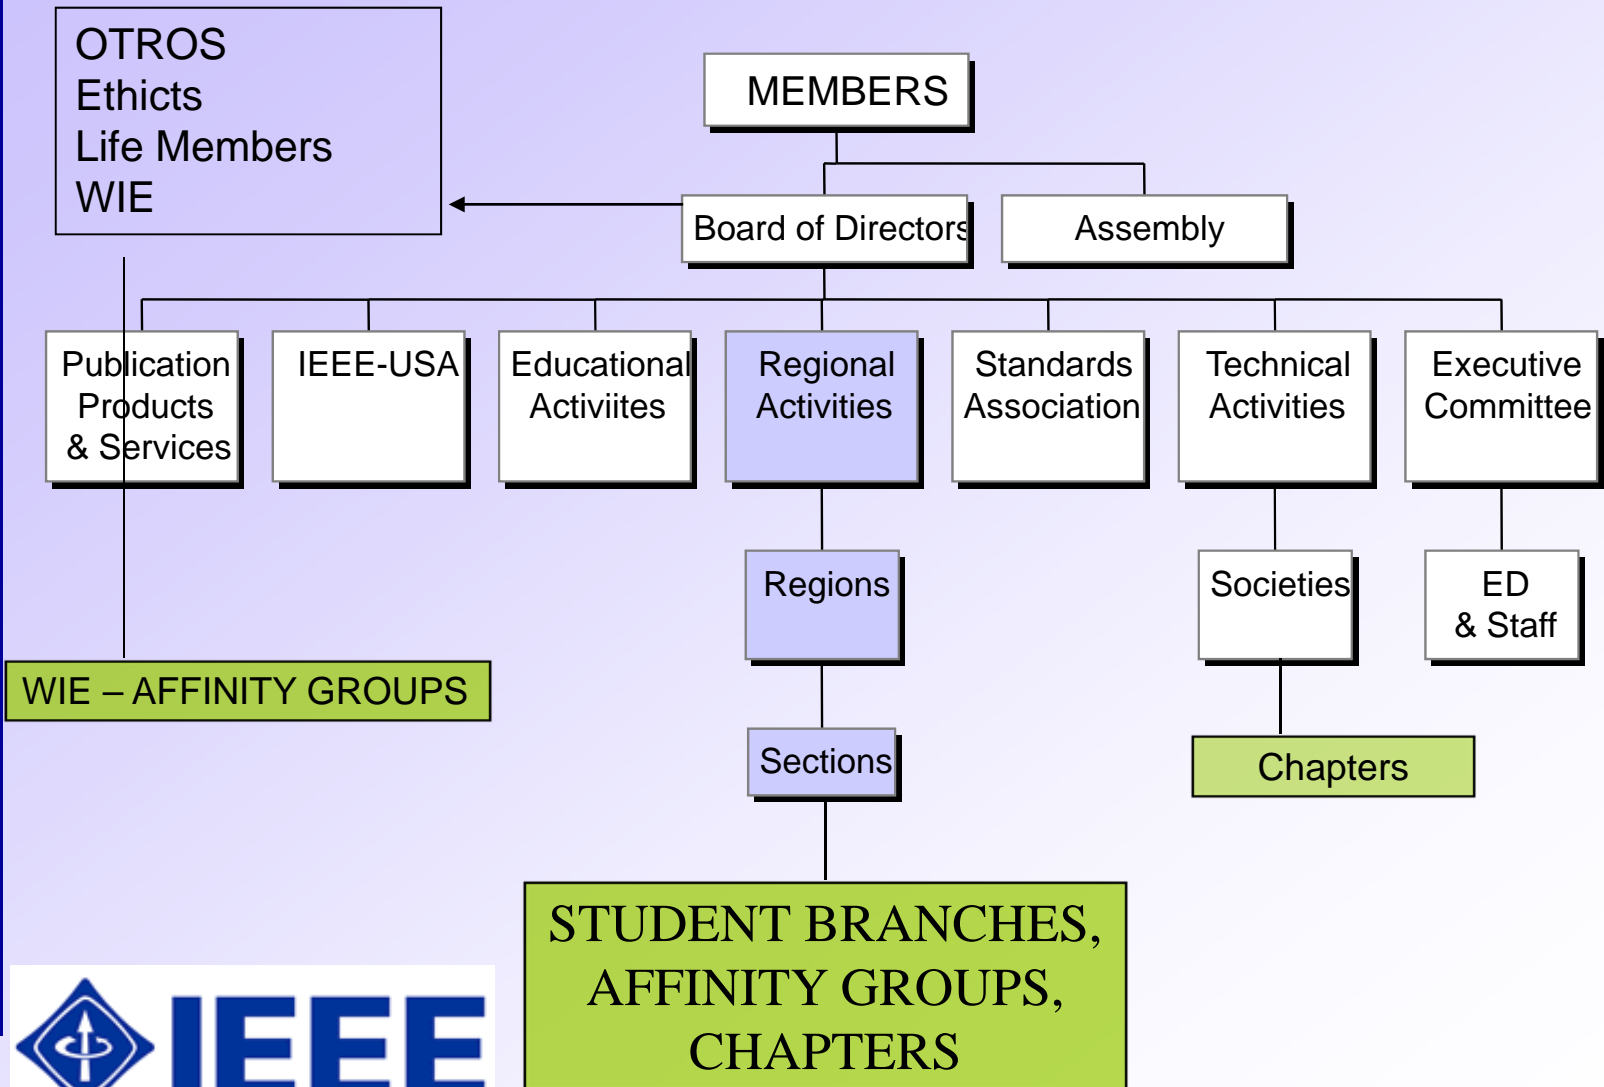 OTROS
Ethicts
Life Members
WIE
MEMBERS
Board of Directors
Assembly
Publication
Products
& Services
IEEE-USA
Educational
Activiites
Regional
Activities
Standards
Association
Technical
Activities
Executive
Committee
Regions
Societies
ED
& Staff
WIE – AFFINITY GROUPS
Sections
Chapters
STUDENT BRANCHES,
AFFINITY GROUPS,
CHAPTERS
IEEE